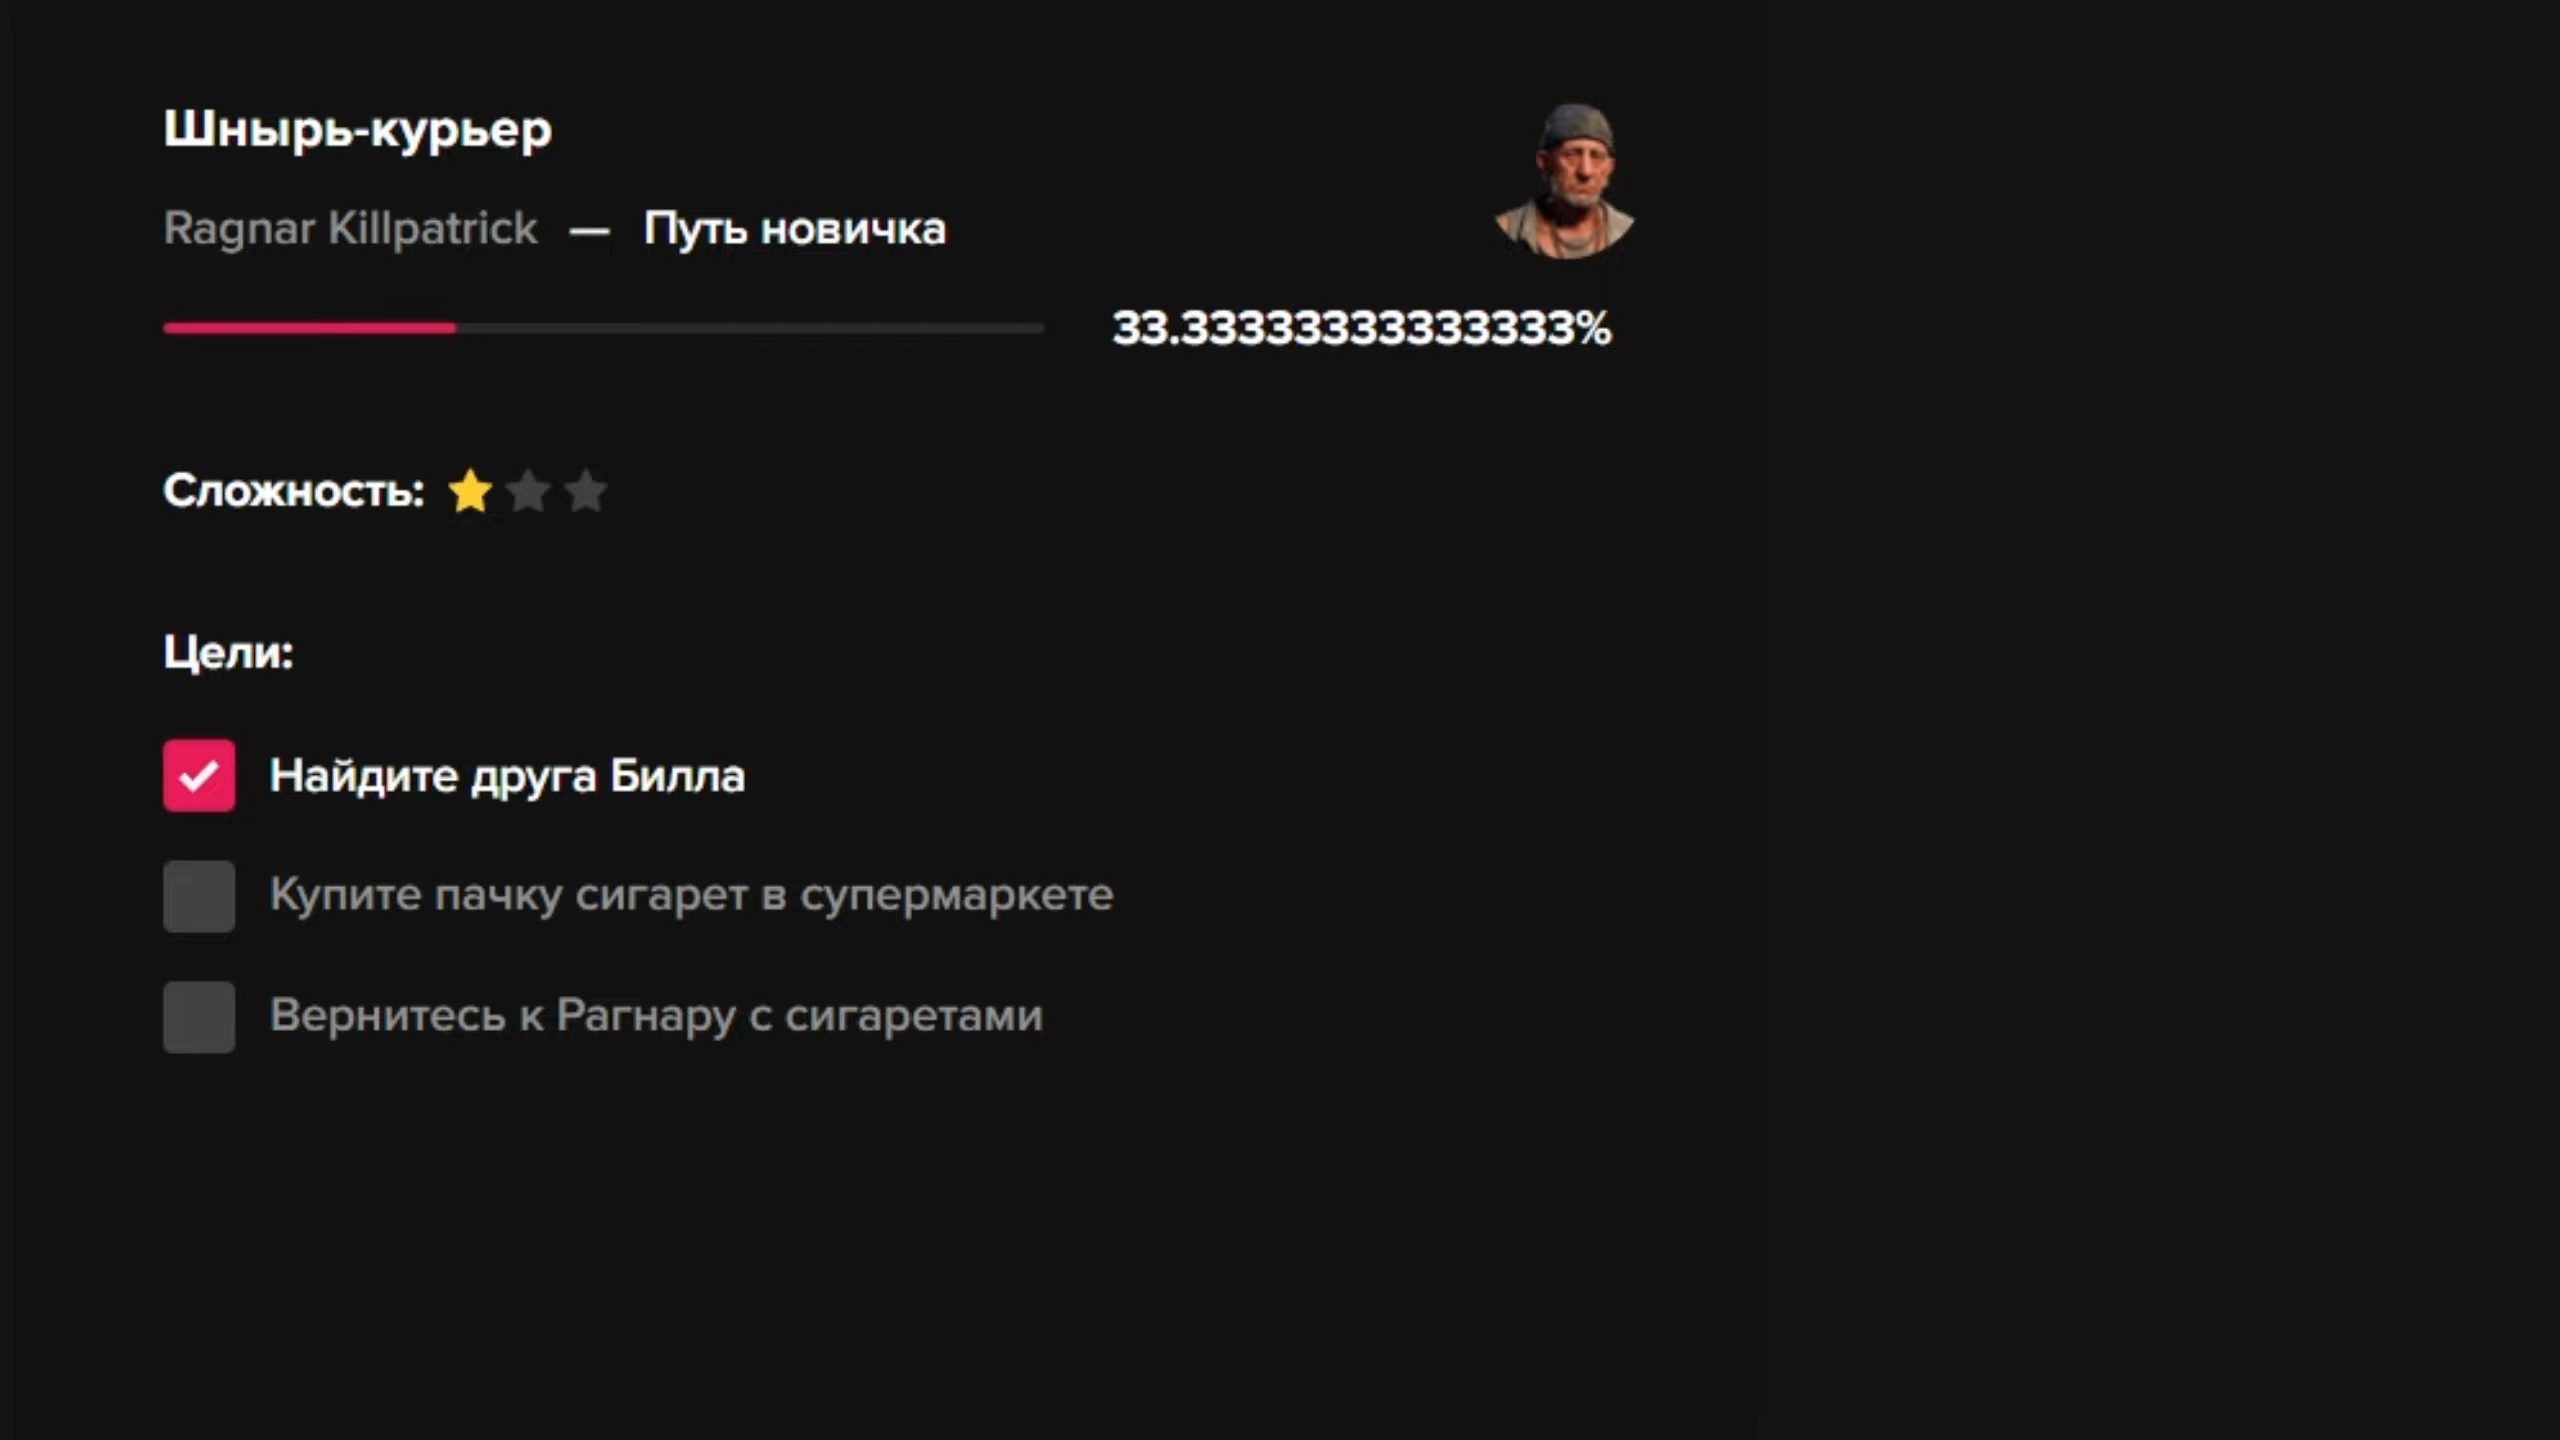 Шнырь-курьер
Ragnar Killpatrick — Путь новичка
33.33333333333333%
Сложность:
Цели:
Найдите друга Билла
Купите пачку сигарет в супермаркете
Вернитесь к Рагнару с сигаретами